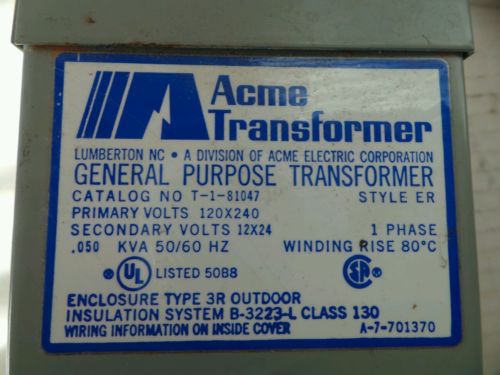 Acme
Transformer
LUMBERTON NC • A DIVISION OF ACME ELECTRIC CORPORATION
GENERAL PURPOSE TRANSFORMER
CATALOG NO T-1-81047 STYLE ER
PRIMARY VOLTS 120X240
SECONDARY VOLTS 12X24 1 PHASE
.050 KVA 50/60 HZ WINDING RISE 80°C
UL LISTED 50B8 SA
ENCLOSURE TYPE 3R OUTDOOR
INSULATION SYSTEM B-3223-L CLASS 130
WIRING INFORMATION ON INSIDE COVER A-7-701370